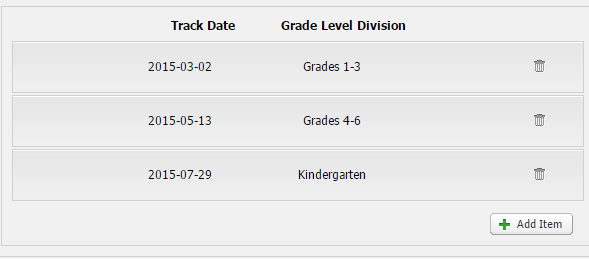 Track Date Grade Level Division
2015-03-02 Grades 1-3
2015-05-13 Grades 4-6
2015-07-29 Kindergarten
Add Item